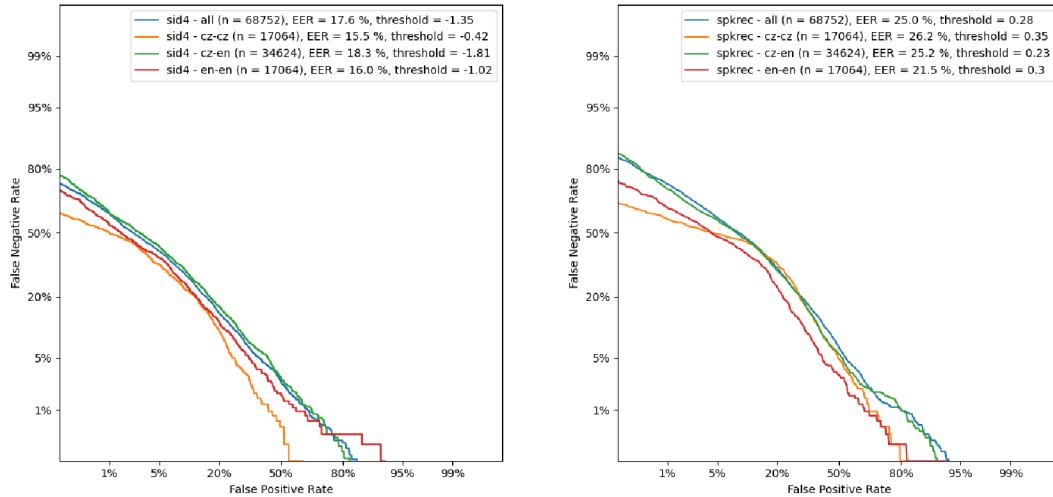 sid4 - all (n = 68752), EER = 17.6 %, threshold = -1.35
sid4 - cz-cz (n = 17064), EER = 15.5 %, threshold = -0.42
sid4 - cz-en (n = 34624), EER = 18.3 %, threshold = -1.81
sid4 - en-en (n = 17064), EER = 16.0 %, threshold = -1.02
99%
95%
80%
50%
20%
5%
1%
False Negative Rate
1% 5% 20% 50% 80% 95% 99%
False Positive Rate
spkrec - all (n = 68752), EER = 25.0 %, threshold = 0.28
spkrec - cz-cz (n = 17064), EER = 26.2 %, threshold = 0.35
spkrec - cz-en (n = 34624), EER = 25.2 %, threshold = 0.23
spkrec - en-en (n = 17064), EER = 21.5 %, threshold = 0.3
99%
95%
80%
50%
20%
5%
1%
False Negative Rate
1% 5% 20% 50% 80% 95% 99%
False Positive Rate